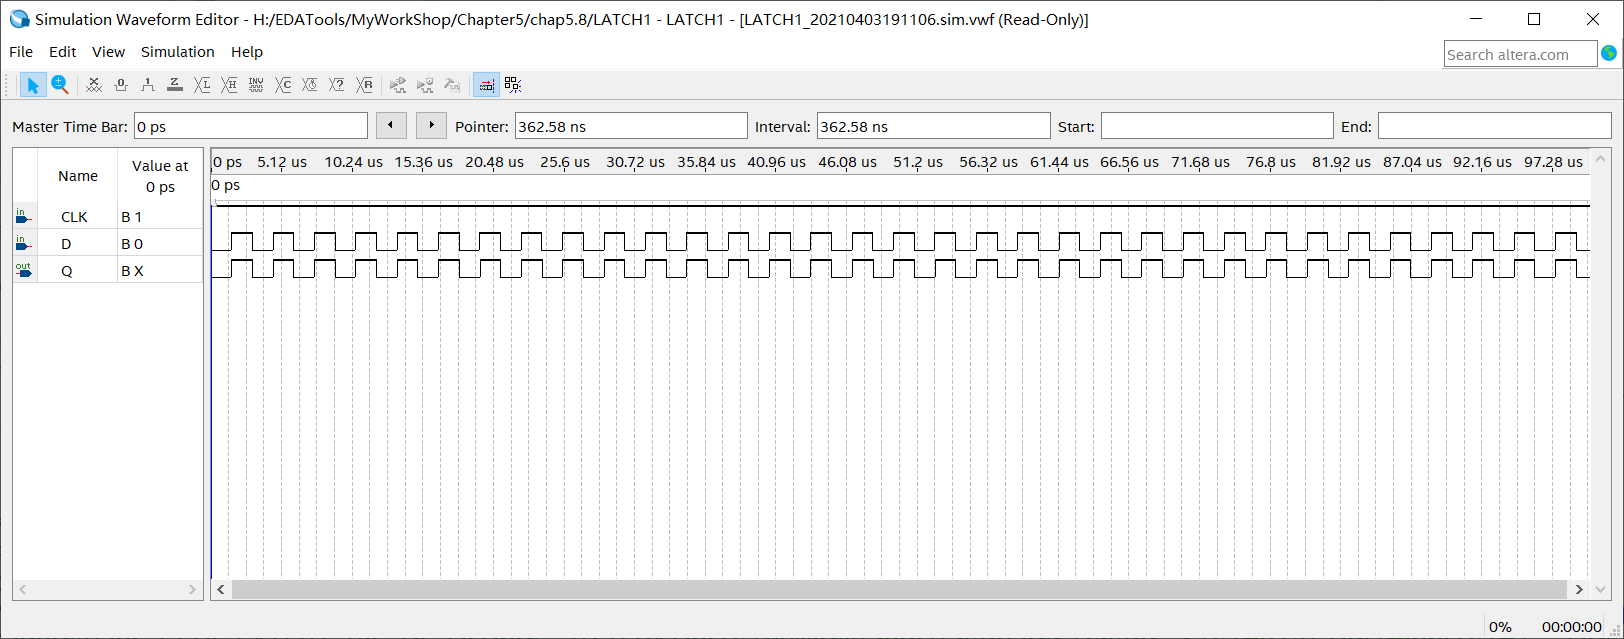 Simulation Waveform Editor - H:/EDATools/MyWorkShop/Chapter5/chap5.8/LATCH1 - LATCH1 - [LATCH1_20210403191106.sim.vwf (Read-Only)]
File Edit View Simulation Help
Search altera.com
Master Time Bar: 0 ps Pointer: 362.58 ns Interval: 362.58 ns Start: End:
Name Value at 0 ps
0 ps 5.12 us 10.24 us 15.36 us 20.48 us 25.6 us 30.72 us 35.84 us 40.96 us 46.08 us 51.2 us 56.32 us 61.44 us 66.56 us 71.68 us 76.8 us 81.92 us 87.04 us 92.16 us 97.28 us
0 ps
in CLK B 1
in D B 0
out Q B X
0% 00:00:00